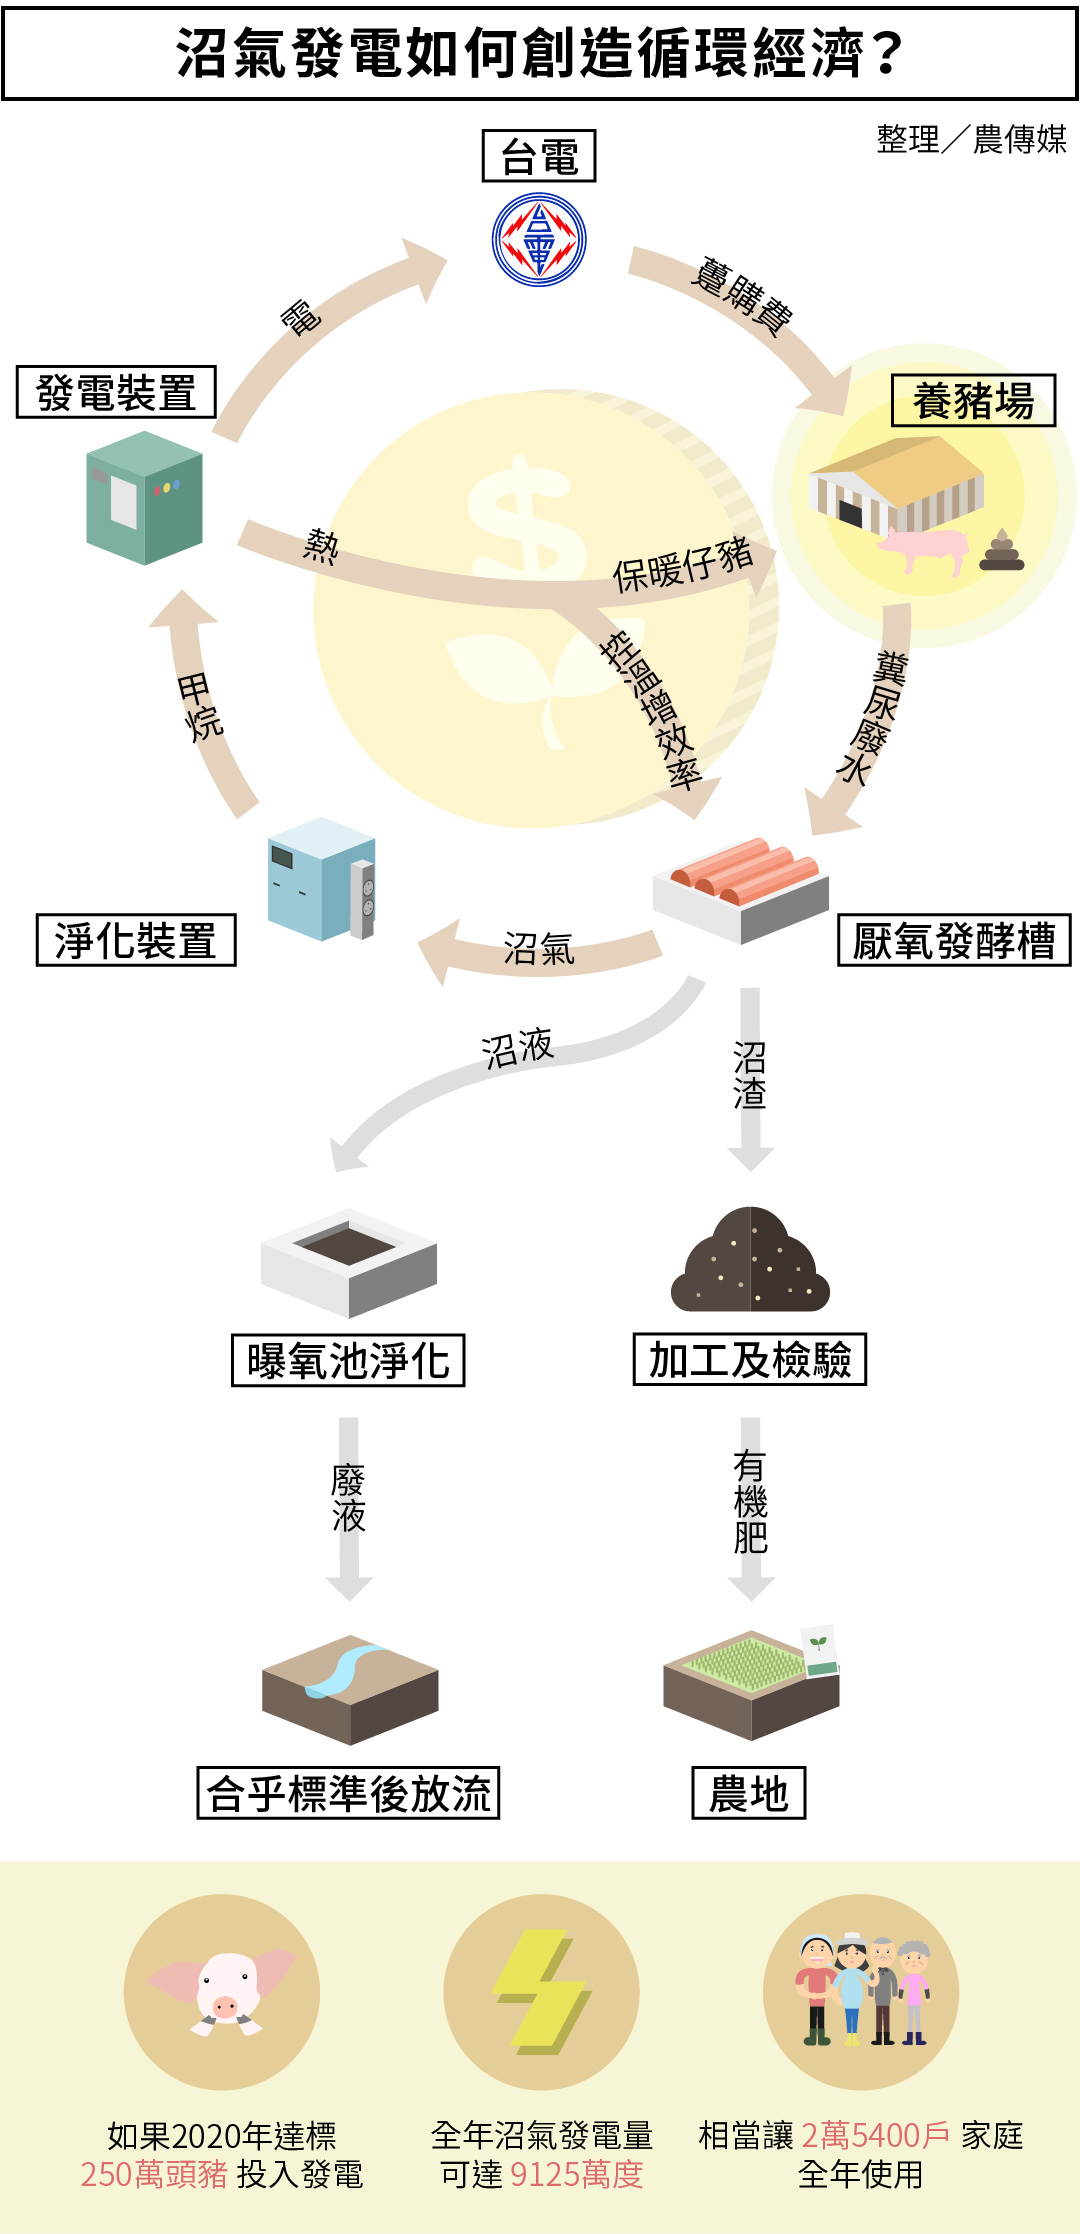 沼氣發電如何創造循環經濟？
整理／農傳媒
台電
電
躉購費
發電裝置
養豬場
熱
保暖仔豬
控溫增效率
糞尿廢水
甲烷
淨化裝置
沼氣
厭氧發酵槽
沼液
沼渣
曝氧池淨化
加工及檢驗
廢液
有機肥
合乎標準後放流
農地
如果2020年達標
250萬頭豬 投入發電
全年沼氣發電量
可達 9125萬度
相當讓 2萬5400戶 家庭
全年使用